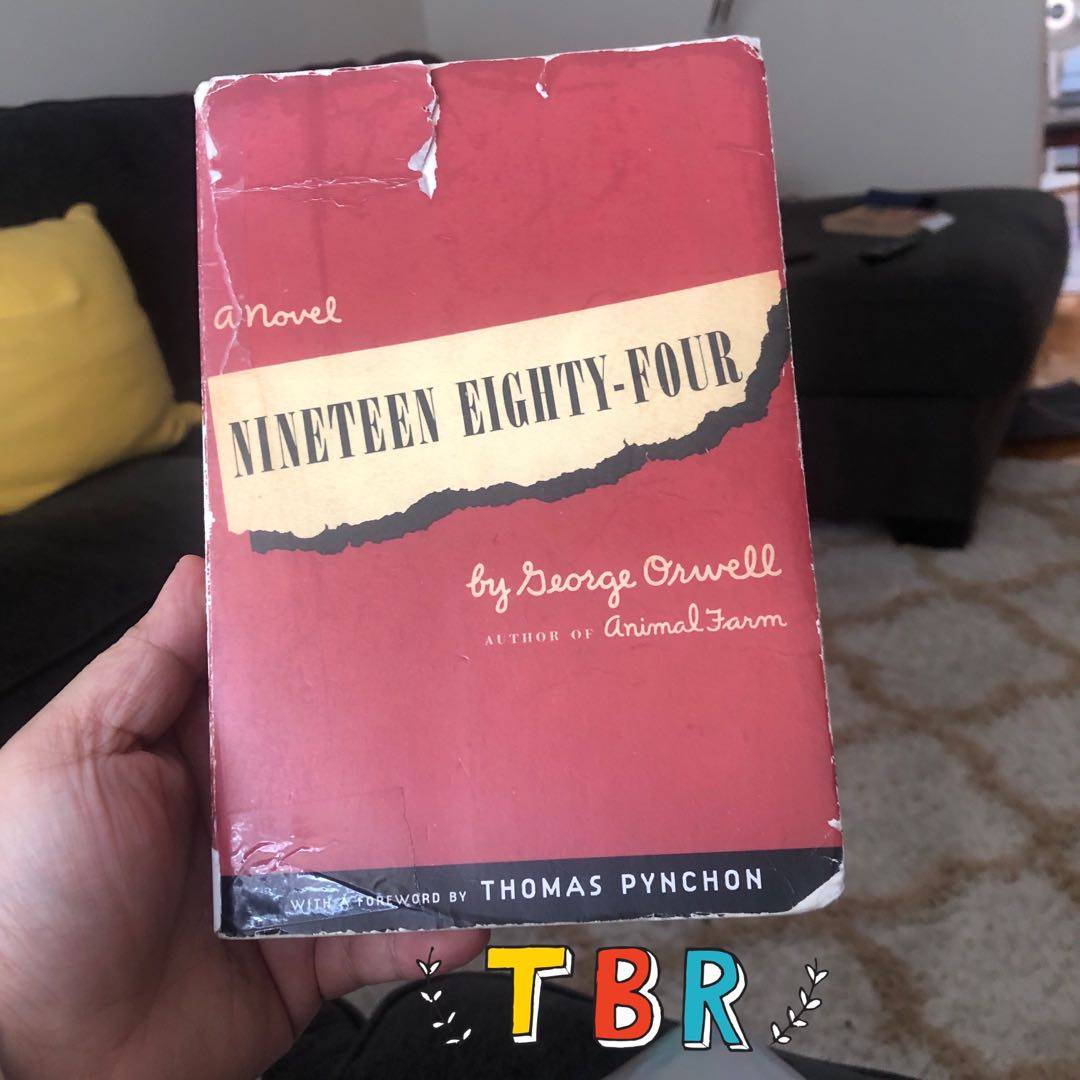 a novel
NINETEEN EIGHTY-FOUR
by George Orwell
AUTHOR OF Animal Farm
WITH A FOREWORD BY THOMAS PYNCHON
TBR